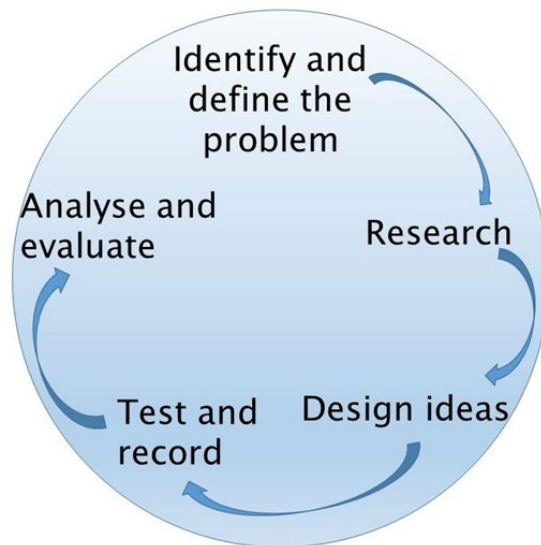 Identify and
define the
problem
Research
Design ideas
Test and
record
Analyse and
evaluate